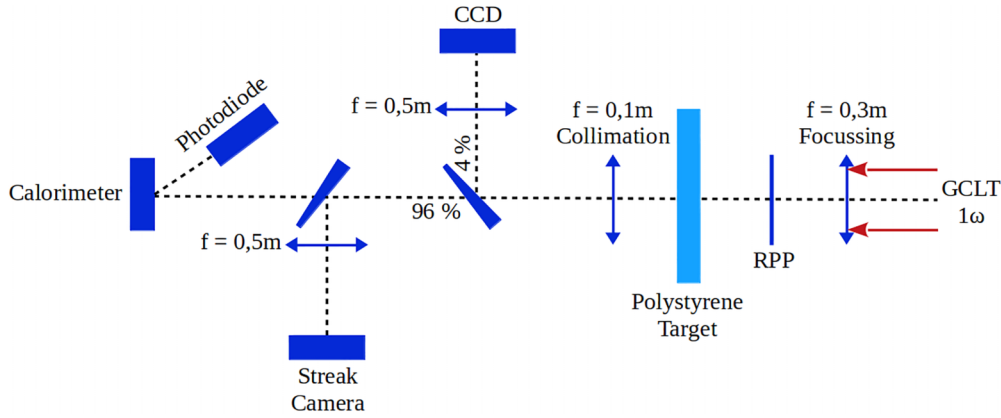 CCD
f = 0,5m
4 %
f = 0,1m
Collimation
f = 0,3m
Focussing
Photodiode
Calorimeter
96 %
GCLT
1ω
f = 0,5m
RPP
Polystyrene
Target
Streak
Camera